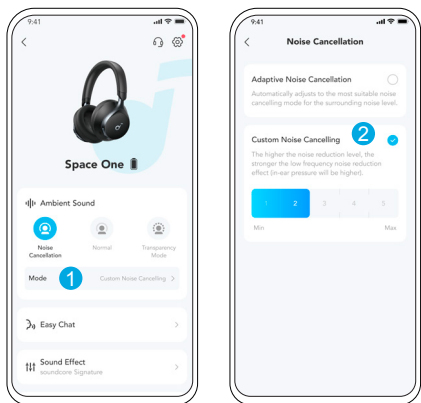 9:41
Space One
Ambient Sound
Noise
Cancellation
Normal
Transparency
Mode
Mode
1
Custom Noise Cancelling >
Easy Chat
Sound Effect
soundcore Signature
9:41
Noise Cancellation
Adaptive Noise Cancellation
Automatically adjusts to the most suitable noise
cancelling mode for the surrounding noise level.
2
Custom Noise Cancelling
The higher the noise reduction level, the
stronger the low frequency noise reduction
effect (in-ear pressure will be higher).
1 2 3 4 5
Min Max